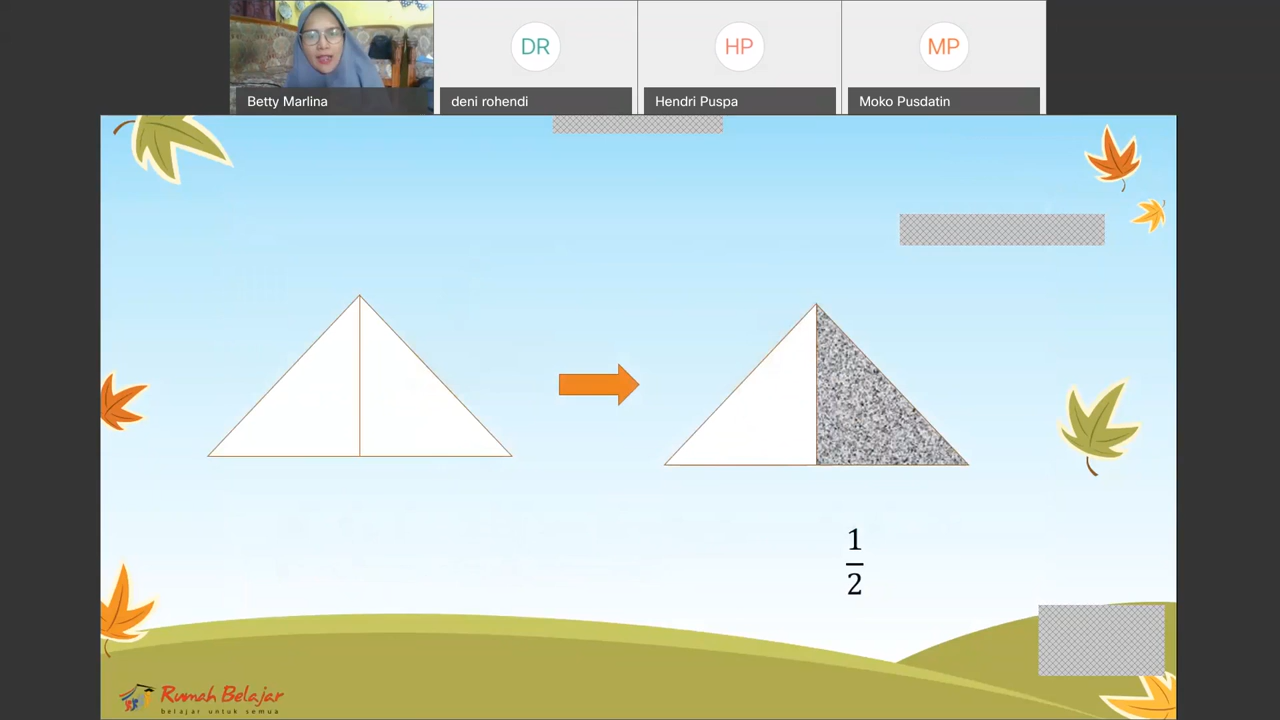 DR
HP
MP
Betty Marlina
deni rohendi
Hendri Puspa
Moko Pusdatin
1
2
Rumah Belajar
belajar untuk semua